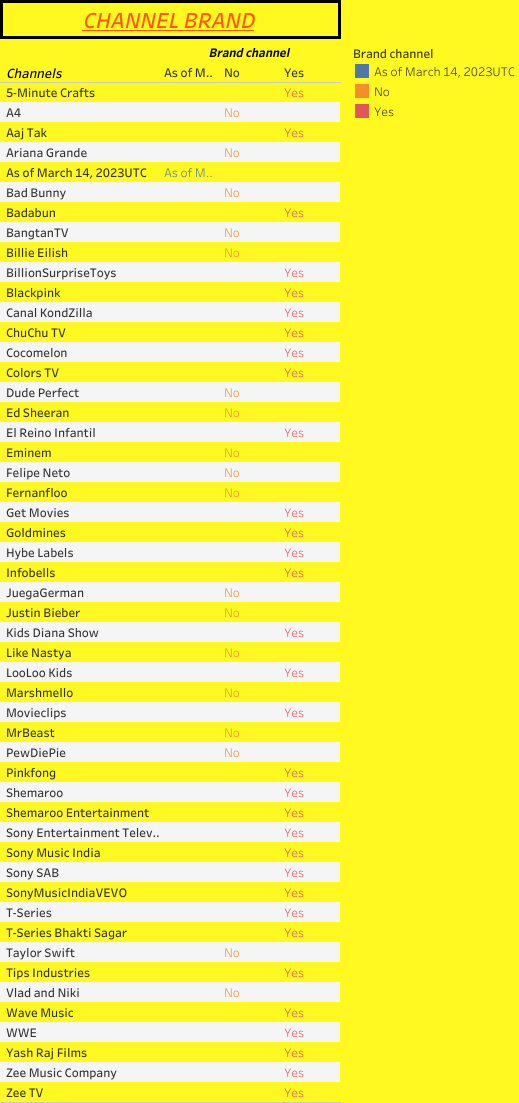 CHANNEL BRAND
Brand channel
Channels As of M.. No Yes
5-Minute Crafts Yes
A4 No
Aaj Tak Yes
Ariana Grande No
As of March 14, 2023UTC As of M..
Bad Bunny No
Badabun Yes
BangtanTV No
Billie Eilish No
BillionSurpriseToys Yes
Blackpink Yes
Canal KondZilla Yes
ChuChu TV Yes
Cocomelon Yes
Colors TV Yes
Dude Perfect No
Ed Sheeran No
El Reino Infantil Yes
Eminem No
Felipe Neto No
Fernanfloo No
Get Movies Yes
Goldmines Yes
Hybe Labels Yes
Infobells Yes
JuegaGerman No
Justin Bieber No
Kids Diana Show Yes
Like Nastya No
LooLoo Kids Yes
Marshmello No
Movieclips Yes
MrBeast No
PewDiePie No
Pinkfong Yes
Shemaroo Yes
Shemaroo Entertainment Yes
Sony Entertainment Telev.. Yes
Sony Music India Yes
Sony SAB Yes
SonyMusicIndiaVEVO Yes
T-Series Yes
T-Series Bhakti Sagar Yes
Taylor Swift No
Tips Industries Yes
Vlad and Niki No
Wave Music Yes
WWE Yes
Yash Raj Films Yes
Zee Music Company Yes
Zee TV Yes
Brand channel
As of March 14, 2023UTC
No
Yes